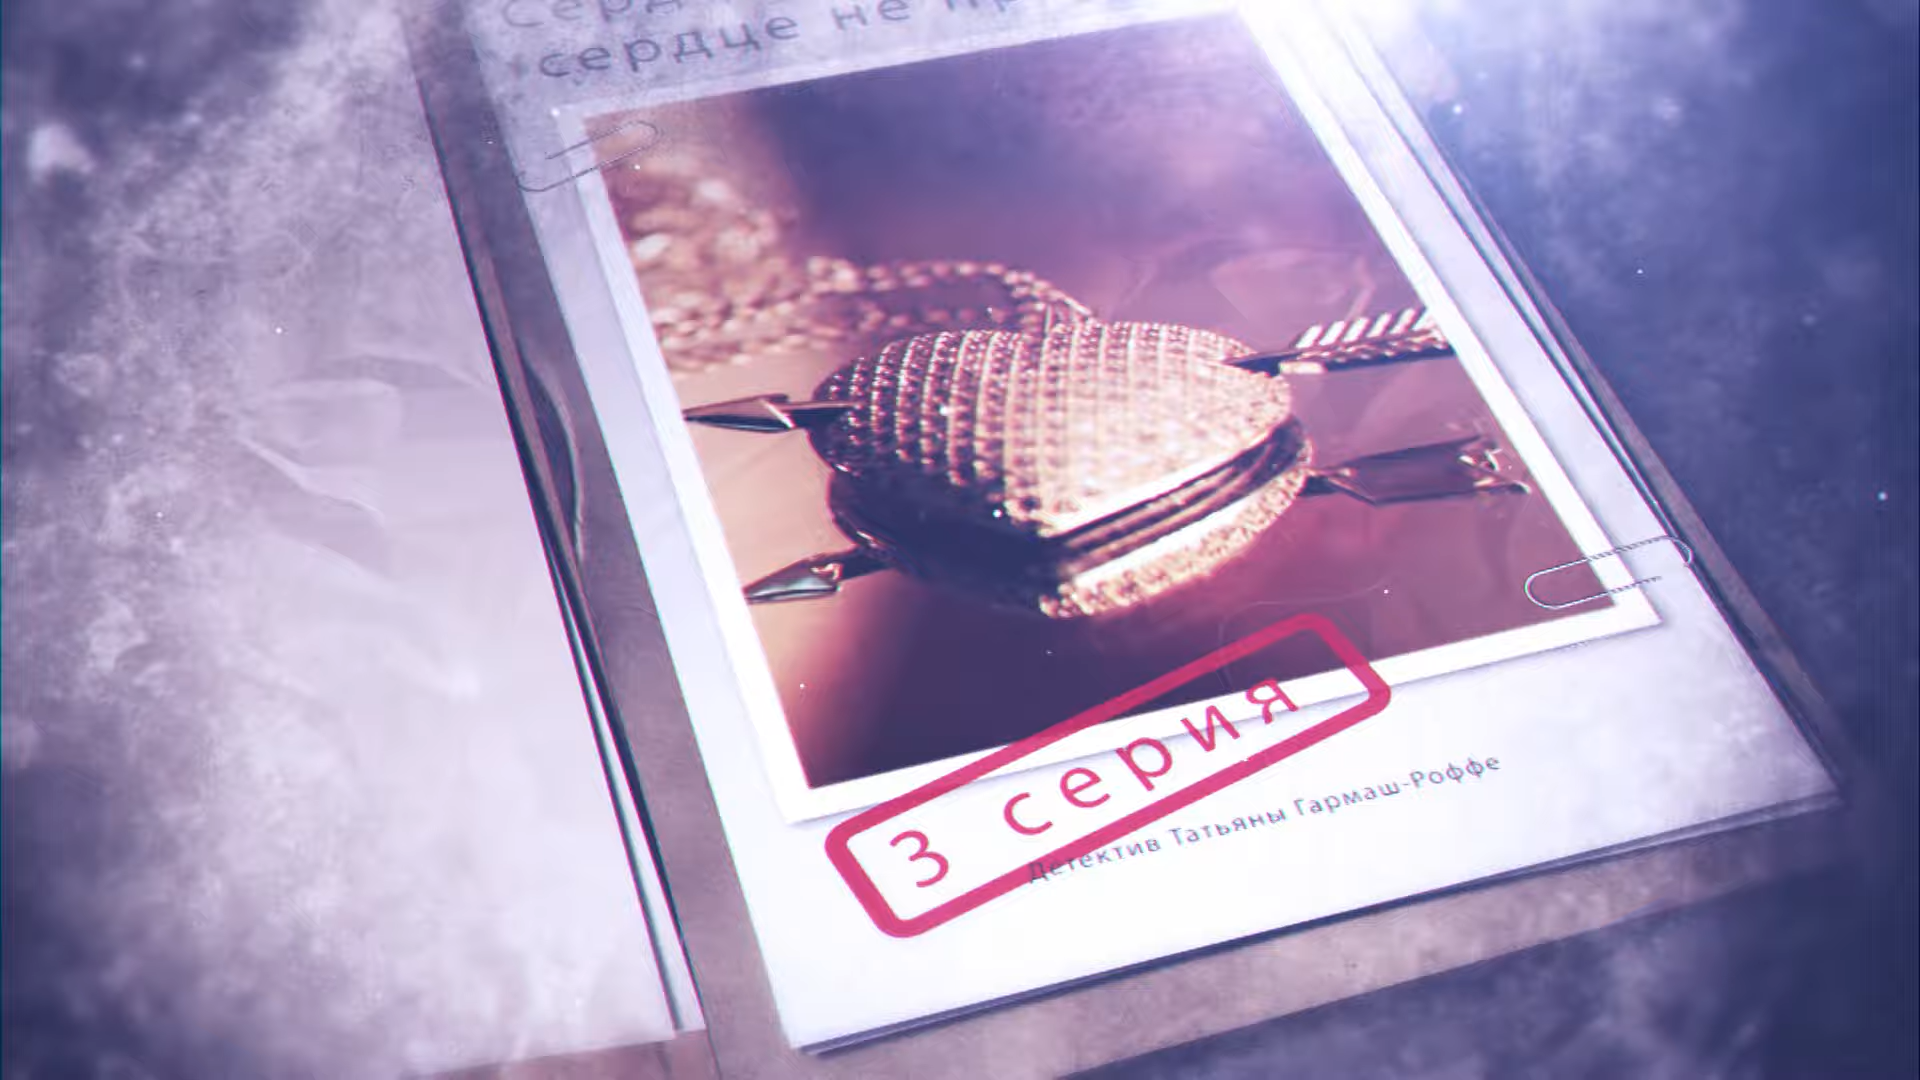 сердце не
3 серия
Детектив Татьяны Гармаш-Роффе